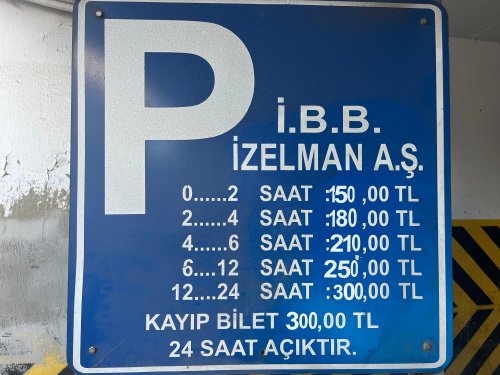 P
İ.B.B.
İZELMAN A.Ş.
0......2 SAAT :150,00 TL
2......4 SAAT :180,00 TL
4......6 SAAT :210,00 TL
6....12 SAAT 250,00 TL
12....24 SAAT :300,00 TL
KAYIP BİLET 300,00 TL
24 SAAT AÇIKTIR.